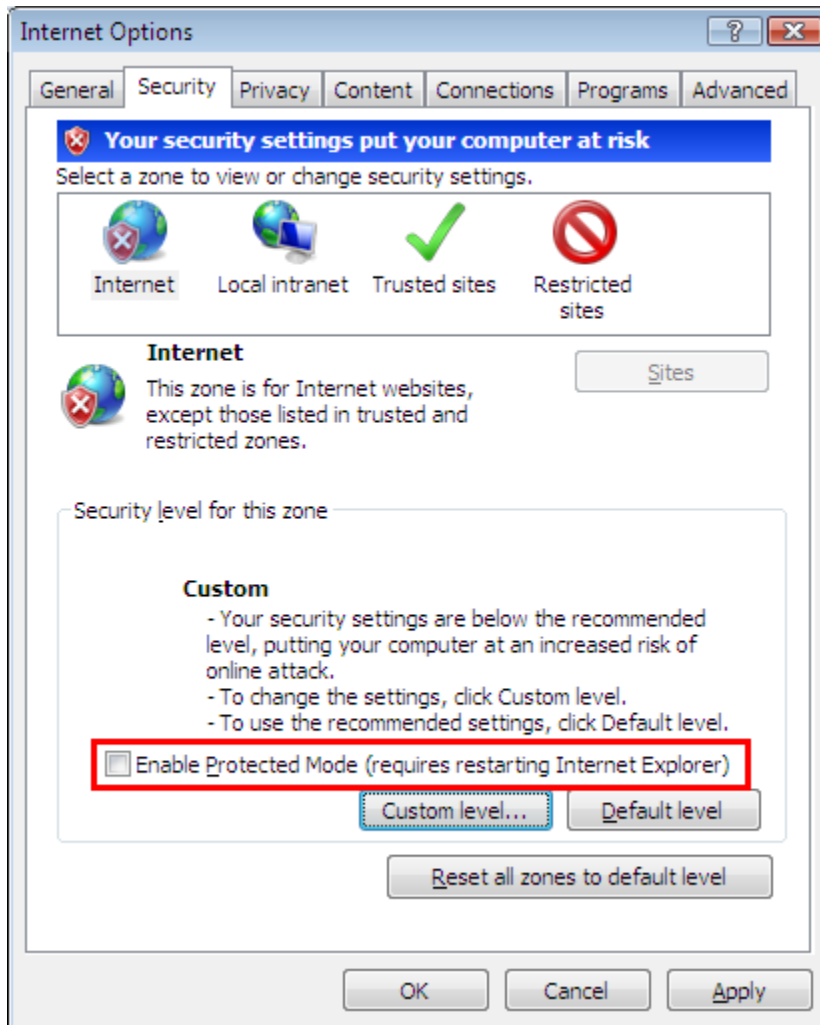 Internet Options
General Security Privacy Content Connections Programs Advanced
Your security settings put your computer at risk
Select a zone to view or change security settings.
Internet Local intranet Trusted sites Restricted
sites
Internet
Sites
This zone is for Internet websites,
except those listed in trusted and
restricted zones.
Security level for this zone
Custom
- Your security settings are below the recommended
level, putting your computer at an increased risk of
online attack.
- To change the settings, click Custom level.
- To use the recommended settings, click Default level.
Enable Protected Mode (requires restarting Internet Explorer)
Custom level... Default level
Reset all zones to default level
OK Cancel Apply